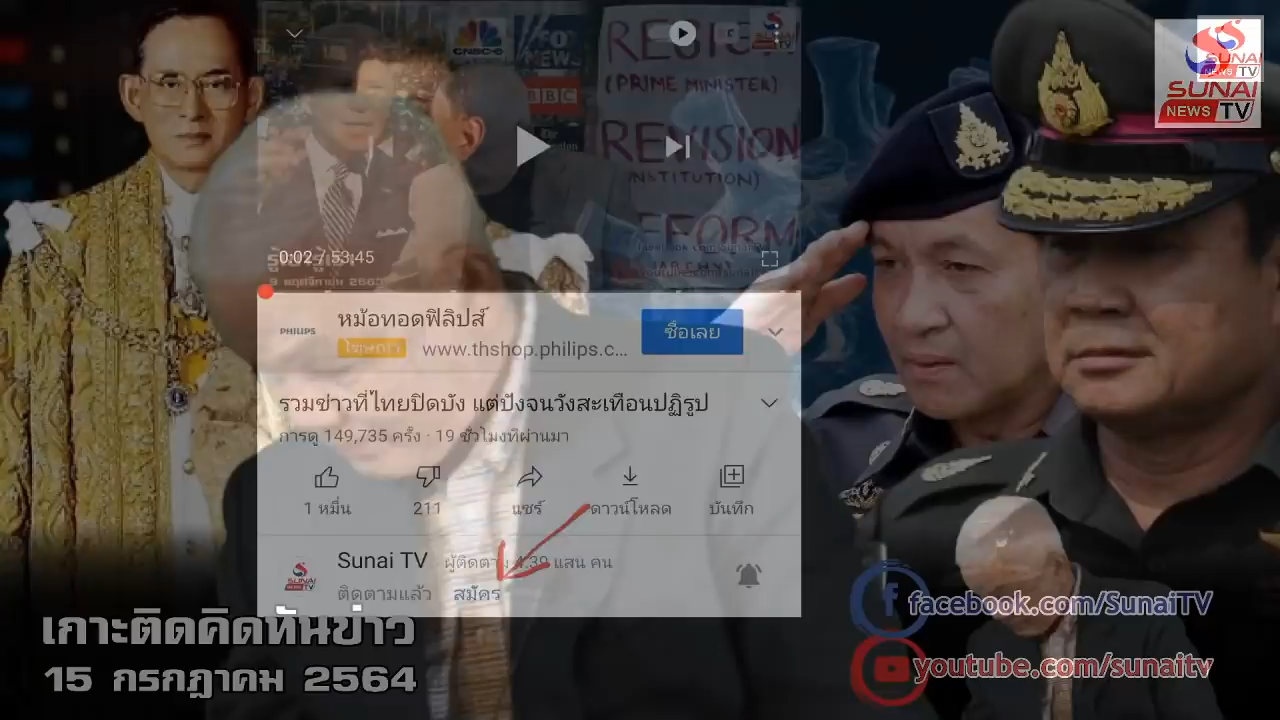 CNBC
NEWS
BBC
RESIGN
(PRIME MINISTER)
REVISION
REFORM
SUNAI
NEWS TV
SUNAI
NEWS TV
0:02 / 53:45
PHILIPS
หม้อทอดฟิลิปส์
โฆษณา www.thshop.philips.c...
ซื้อเลย
รวมข่าวที่ไทยปิดบัง แต่ปังจนวังสะเทือนปฏิรูป
การดู 149,735 ครั้ง · 19 ชั่วโมงที่ผ่านมา
1 หมื่น 211 แชร์ ดาวน์โหลด บันทึก
Sunai TV ผู้ติดตาม 4.39 แสน คน
ติดตามแล้ว สมัคร
เกาะติดคิดทันข่าว
15 กรกฎาคม 2564
facebook.com/SunaiTV
youtube.com/sunaitv